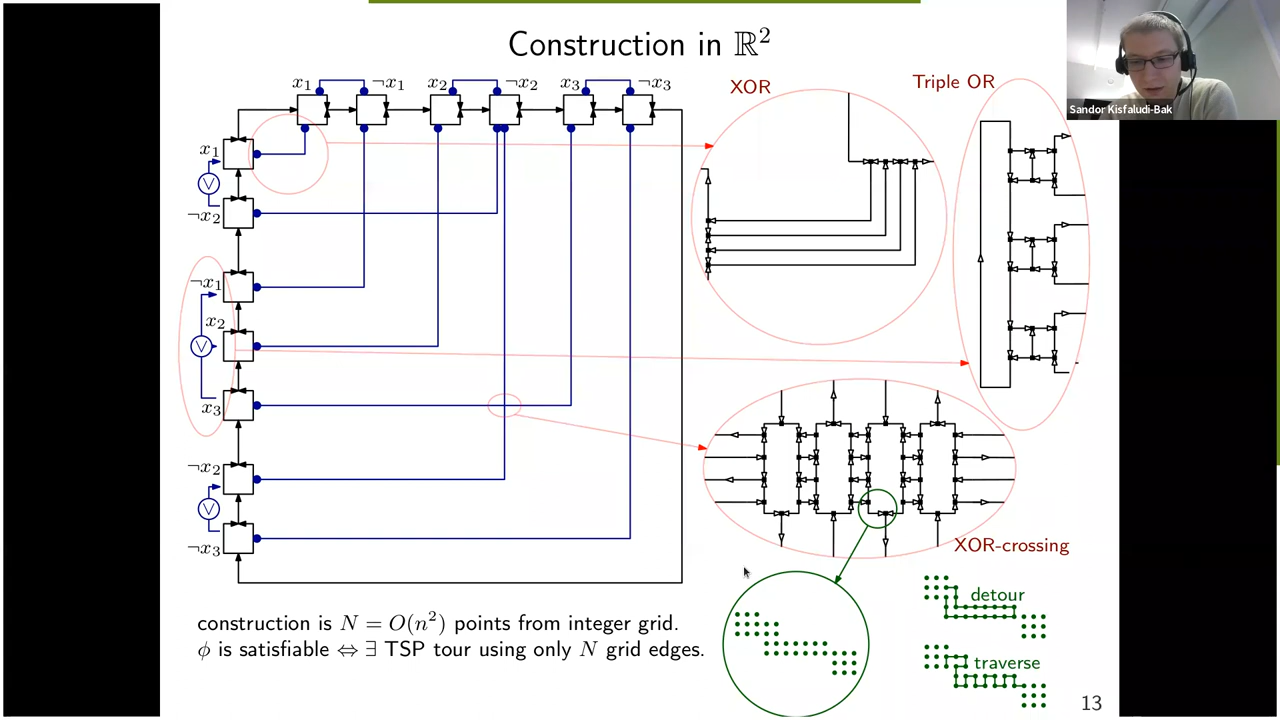 Construction in ℝ²
Sandor Kisfaludi-Bak
x₁
¬x₁
x₂
¬x₂
x₃
¬x₃
XOR
Triple OR
x₁
∨
¬x₂
¬x₁
x₂
∨
x₃
¬x₂
∨
¬x₃
XOR-crossing
detour
traverse
construction is N = O(n²) points from integer grid.
ϕ is satisfiable ⇔ ∃ TSP tour using only N grid edges.
13